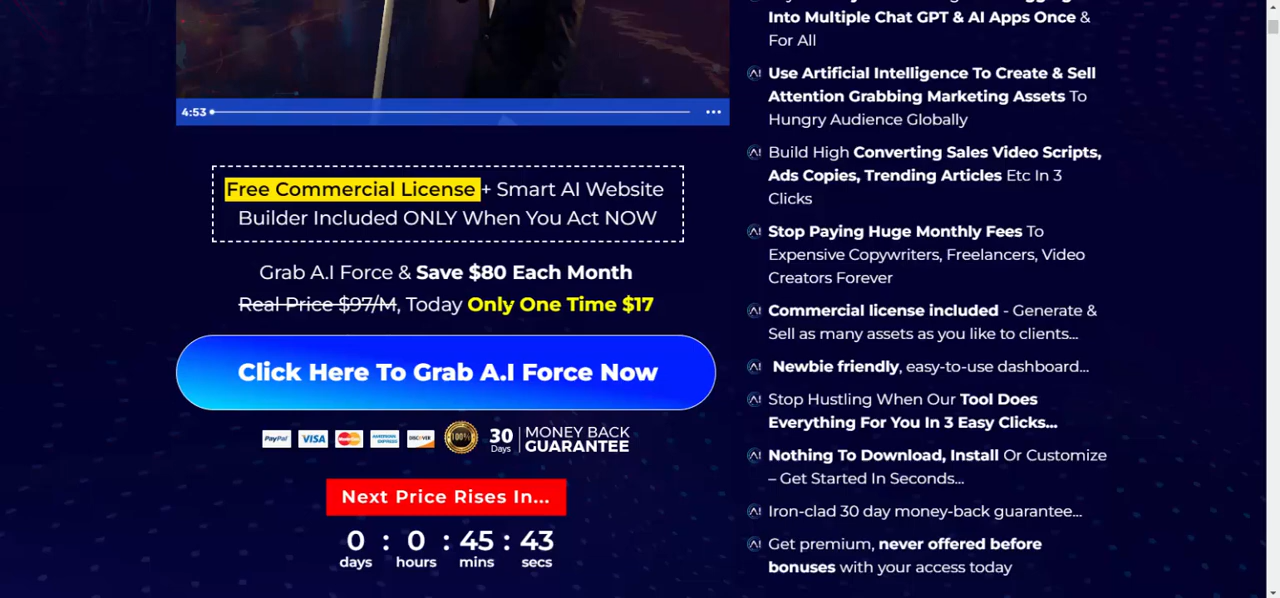 4:53
Free Commercial License + Smart AI Website
Builder Included ONLY When You Act NOW
Grab A.I Force & Save $80 Each Month
Real Price $97/M, Today Only One Time $17
Click Here To Grab A.I Force Now
PayPal VISA MasterCard AMERICAN EXPRESS DISCOVER 100% 30 Days MONEY BACK GUARANTEE
Next Price Rises In...
0 : 0 : 45 : 43
days hours mins secs
Into Multiple Chat GPT & AI Apps Once &
For All
Use Artificial Intelligence To Create & Sell
Attention Grabbing Marketing Assets To
Hungry Audience Globally
Build High Converting Sales Video Scripts,
Ads Copies, Trending Articles Etc In 3
Clicks
Stop Paying Huge Monthly Fees To
Expensive Copywriters, Freelancers, Video
Creators Forever
Commercial license included - Generate &
Sell as many assets as you like to clients...
Newbie friendly, easy-to-use dashboard...
Stop Hustling When Our Tool Does
Everything For You In 3 Easy Clicks...
Nothing To Download, Install Or Customize
– Get Started In Seconds...
Iron-clad 30 day money-back guarantee...
Get premium, never offered before
bonuses with your access today